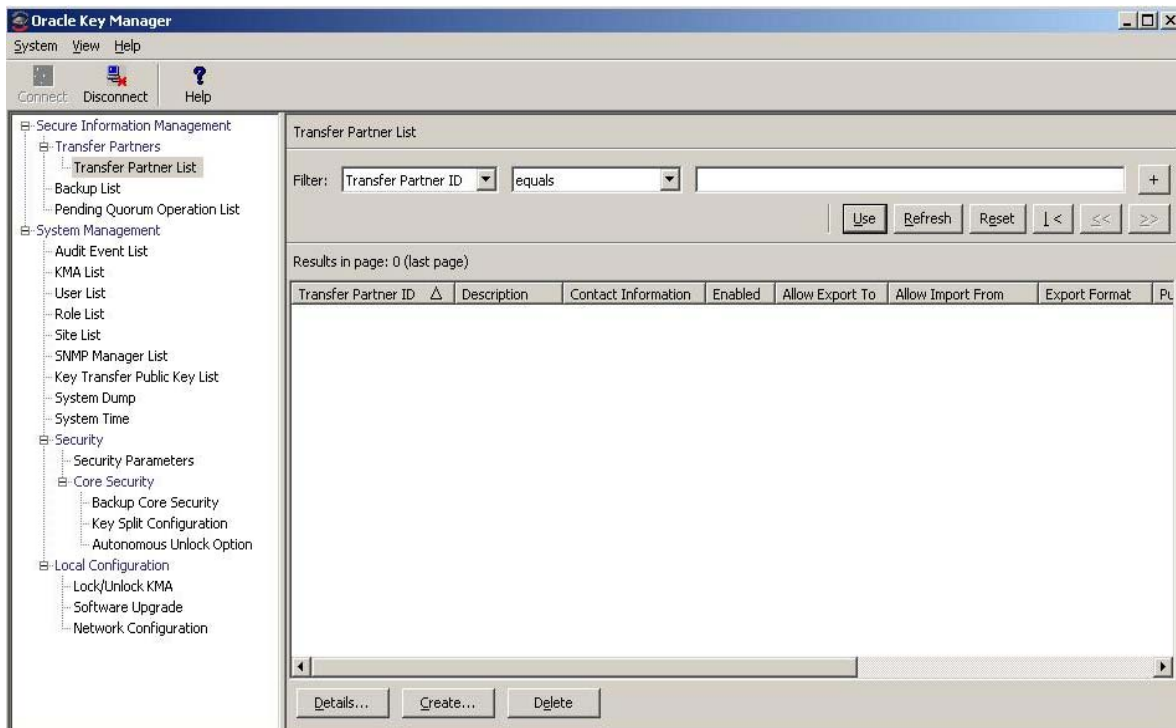 Oracle Key Manager
System View Help
Connect Disconnect Help
Secure Information Management
Transfer Partners
Transfer Partner List
Backup List
Pending Quorum Operation List
System Management
Audit Event List
KMA List
User List
Role List
Site List
SNMP Manager List
Key Transfer Public Key List
System Dump
System Time
Security
Security Parameters
Core Security
Backup Core Security
Key Split Configuration
Autonomous Unlock Option
Local Configuration
Lock/Unlock KMA
Software Upgrade
Network Configuration
Transfer Partner List
Filter: Transfer Partner ID equals +
Use Refresh Reset |< << >>
Results in page: 0 (last page)
Transfer Partner ID Description Contact Information Enabled Allow Export To Allow Import From Export Format Pu
Details... Create... Delete